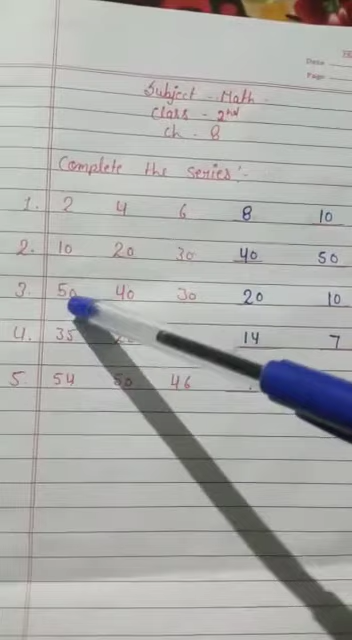 Date
Page
Subject - Math
Class - 2nd
Ch - 8
Complete the series :-
1. 2 4 6 8 10
2. 10 20 30 40 50
3. 50 40 30 20 10
4. 35 14 7
5. 54 50 46